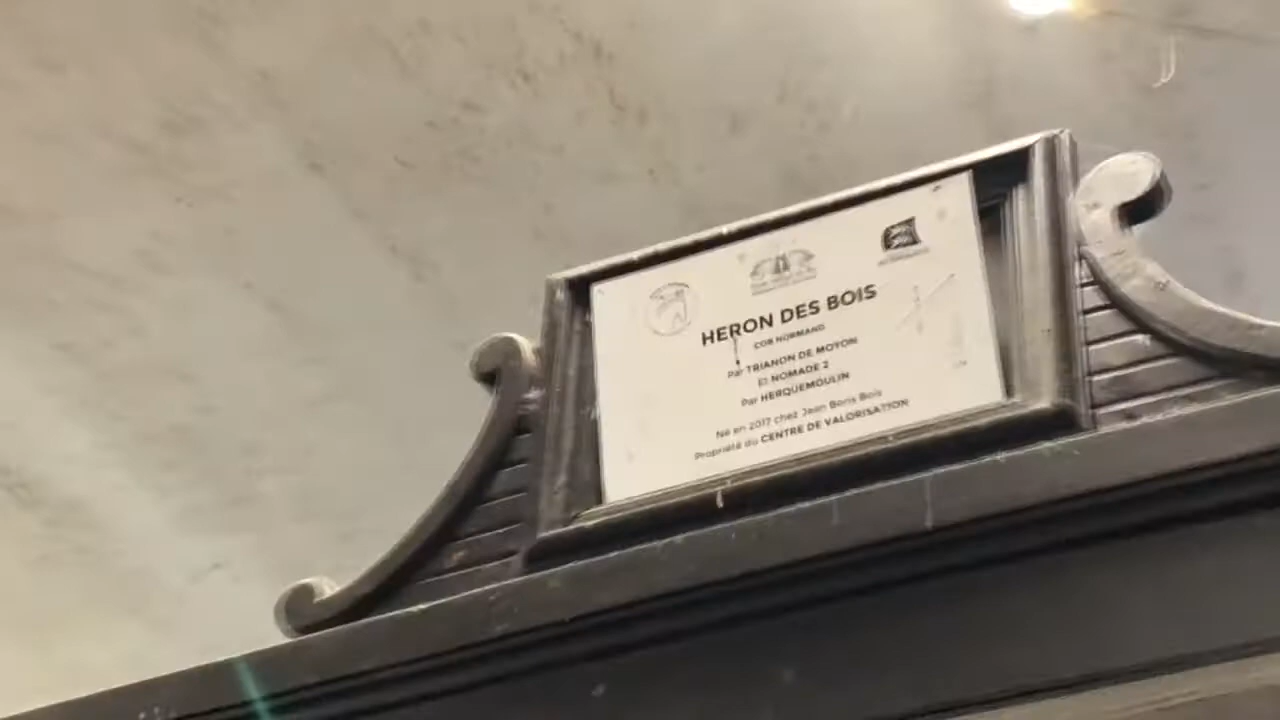 HERON DES BOIS
COB NORMAND
Par TRIANON DE MOYON
Et NOMADE 2
Par HERQUEMOULIN
Né en 2017 chez Jean Boris Bois
Propriété du CENTRE DE VALORISATION